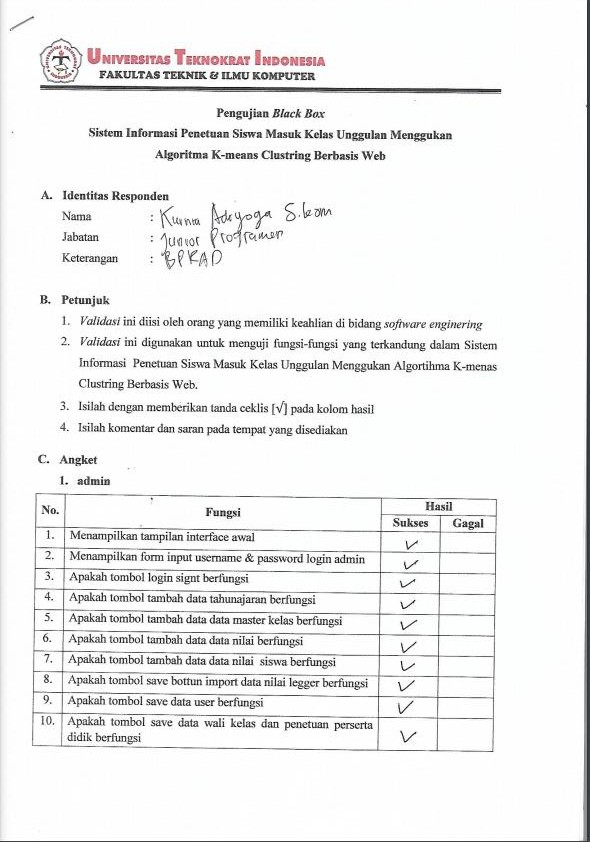 UNIVERSITAS TEKNOKRAT INDONESIA
FAKULTAS TEKNIK & ILMU KOMPUTER
Pengujian Black Box
Sistem Informasi Penetuan Siswa Masuk Kelas Unggulan Menggukan
Algoritma K-means Clustring Berbasis Web
A. Identitas Responden
Nama : Kurnia Adryoga S.kom
Jabatan : Junior Programer
Keterangan : BPKAD
B. Petunjuk
1. Validasi ini diisi oleh orang yang memiliki keahlian di bidang software enginering
2. Validasi ini digunakan untuk menguji fungsi-fungsi yang terkandung dalam Sistem
Informasi Penetuan Siswa Masuk Kelas Unggulan Menggukan Algortihma K-menas
Clustring Berbasis Web.
3. Isilah dengan memberikan tanda ceklis [√] pada kolom hasil
4. Isilah komentar dan saran pada tempat yang disediakan
C. Angket
1. admin
No. Fungsi Hasil
Sukses Gagal
1. Menampilkan tampilan interface awal ✓
2. Menampilkan form input username & password login admin ✓
3. Apakah tombol login signt berfungsi ✓
4. Apakah tombol tambah data tahunajaran berfungsi ✓
5. Apakah tombol tambah data data master kelas berfungsi ✓
6. Apakah tombol tambah data data nilai berfungsi ✓
7. Apakah tombol tambah data data nilai siswa berfungsi ✓
8. Apakah tombol save bottun import data nilai legger berfungsi ✓
9. Apakah tombol save data user berfungsi ✓
10. Apakah tombol save data wali kelas dan penetuan perserta
didik berfungsi ✓